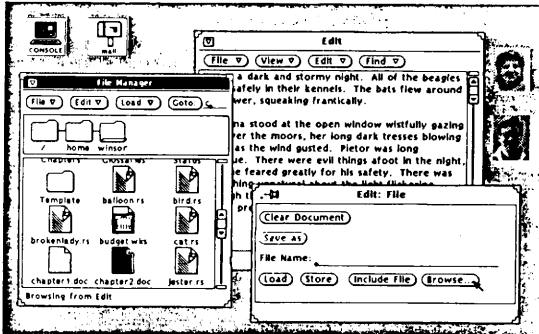 CONSOLE
mail
Edit
File View Edit Find
a dark and stormy night. All of the beagles
safely in their kennels. The bats flew around
wer, squeaking frantically.
na stood at the open window wistfully gazing
er the moors, her long dark tresses blowing
as the wind gusted. Pietor was long
ue. There were evil things afoot in the night,
e feared greatly for his safety. There was
File Manager
File Edit Load Goto:
/ home winsor
Chapters Glossaries Status
Template balloon.rs bird.rs
brokenlady.rs budget.wks cat.rs
chapter1.doc chapter2.doc jester.rs
Browsing from Edit
Edit: File
Clear Document
Save as
File Name:
Load Store Include File Browse...